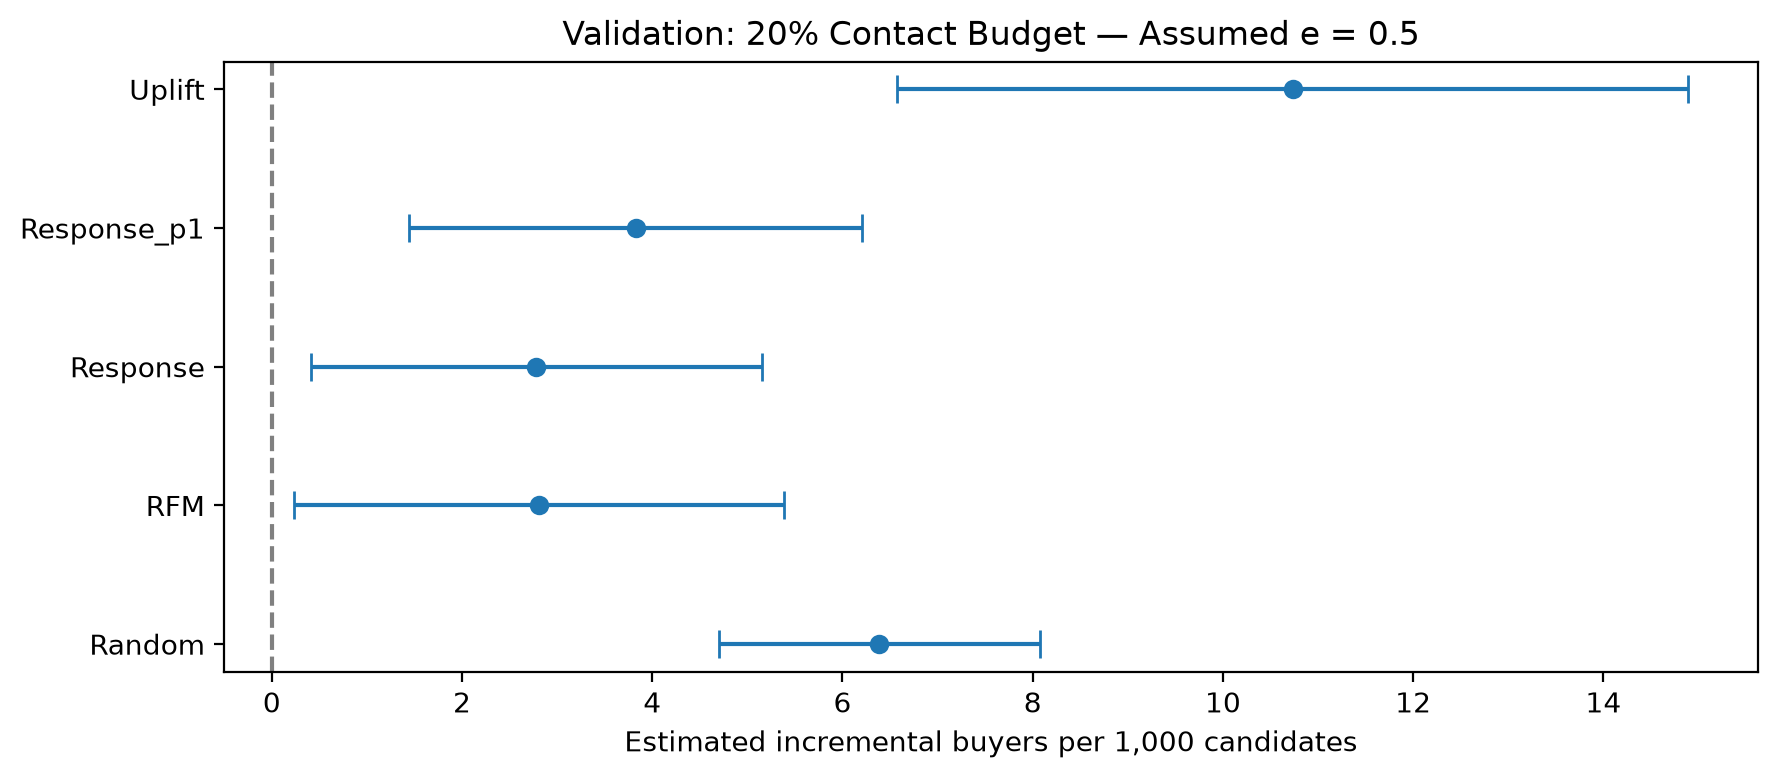 Validation: 20% Contact Budget — Assumed e = 0.5
Uplift
Response_p1
Response
RFM
Random
0 2 4 6 8 10 12 14
Estimated incremental buyers per 1,000 candidates